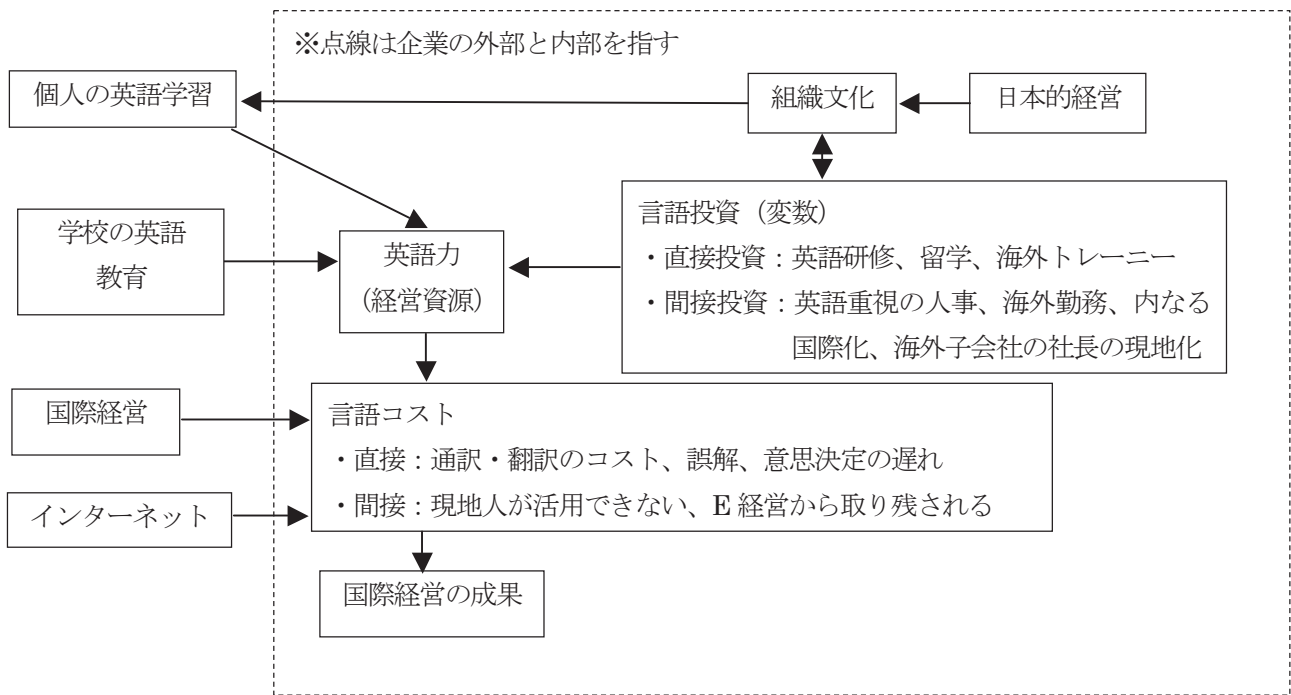 ※点線は企業の外部と内部を指す
個人の英語学習
組織文化
日本的経営
学校の英語
教育
英語力
（経営資源）
言語投資（変数）
・直接投資：英語研修、留学、海外トレーニー
・間接投資：英語重視の人事、海外勤務、内なる
国際化、海外子会社の社長の現地化
国際経営
インターネット
言語コスト
・直接：通訳・翻訳のコスト、誤解、意思決定の遅れ
・間接：現地人が活用できない、E 経営から取り残される
国際経営の成果